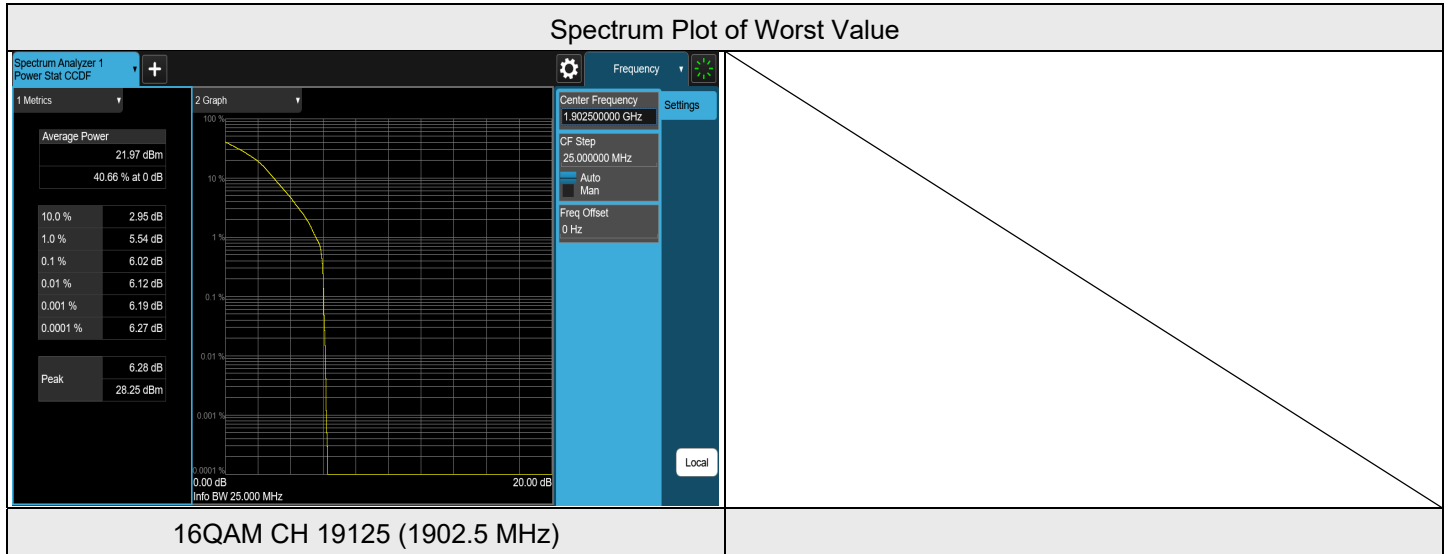 Spectrum Plot of Worst Value
Spectrum Analyzer 1
Power Stat CCDF
+
Frequency
1 Metrics
2 Graph
Center Frequency
1.902500000 GHz
Settings
CF Step
25.000000 MHz
Auto
Man
Freq Offset
0 Hz
Average Power
21.97 dBm
40.66 % at 0 dB
10.0 % 2.95 dB
1.0 % 5.54 dB
0.1 % 6.02 dB
0.01 % 6.12 dB
0.001 % 6.19 dB
0.0001 % 6.27 dB
Peak 6.28 dB
28.25 dBm
100 %
10 %
1 %
0.1 %
0.01 %
0.001 %
0.0001 %
0.00 dB 20.00 dB
Info BW 25.000 MHz
Local
16QAM CH 19125 (1902.5 MHz)